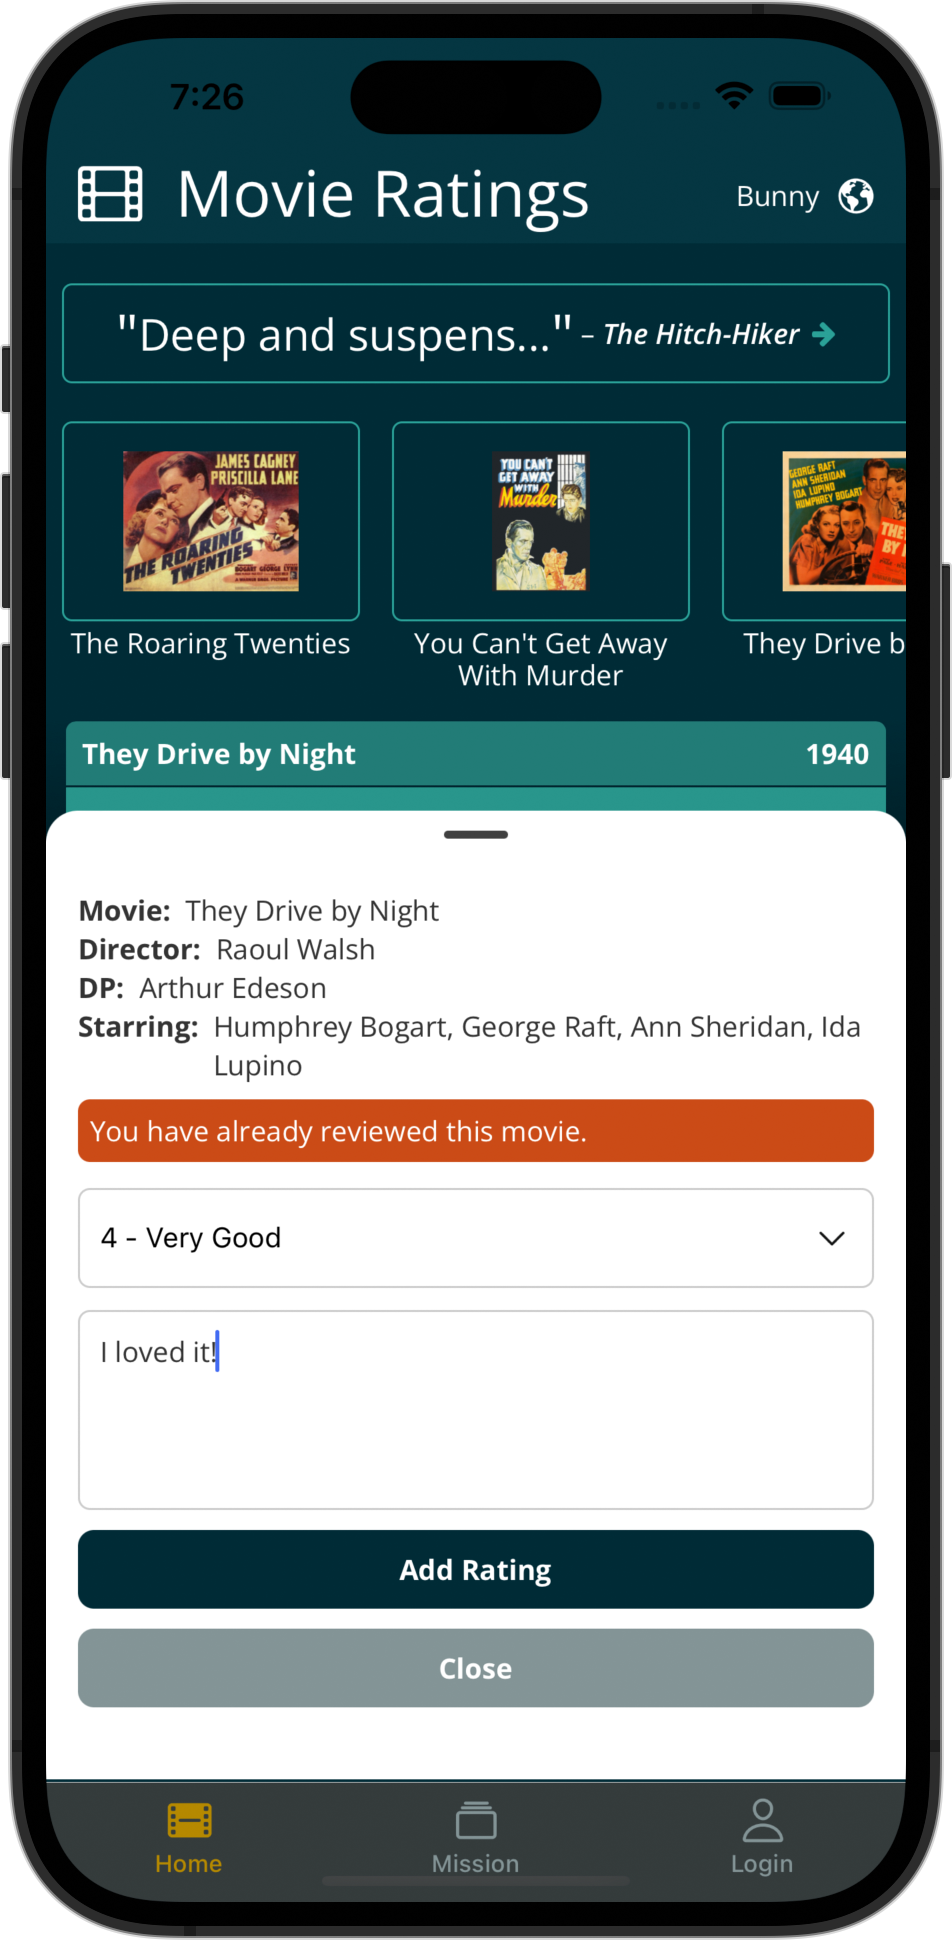 7:26
Movie Ratings
Bunny
"Deep and suspens..." – The Hitch-Hiker
JAMES CAGNEY
PRISCILLA LANE
THE ROARING
TWENTIES
YOU CAN'T
GET AWAY
WITH
Murder
GEORGE RAFT
ANN SHERIDAN
IDA LUPINO
HUMPHREY BOGART
The Roaring Twenties
You Can't Get Away
With Murder
They Drive b
They Drive by Night
1940
Movie: They Drive by Night
Director: Raoul Walsh
DP: Arthur Edeson
Starring: Humphrey Bogart, George Raft, Ann Sheridan, Ida
Lupino
You have already reviewed this movie.
4 - Very Good
I loved it!
Add Rating
Close
Home
Mission
Login